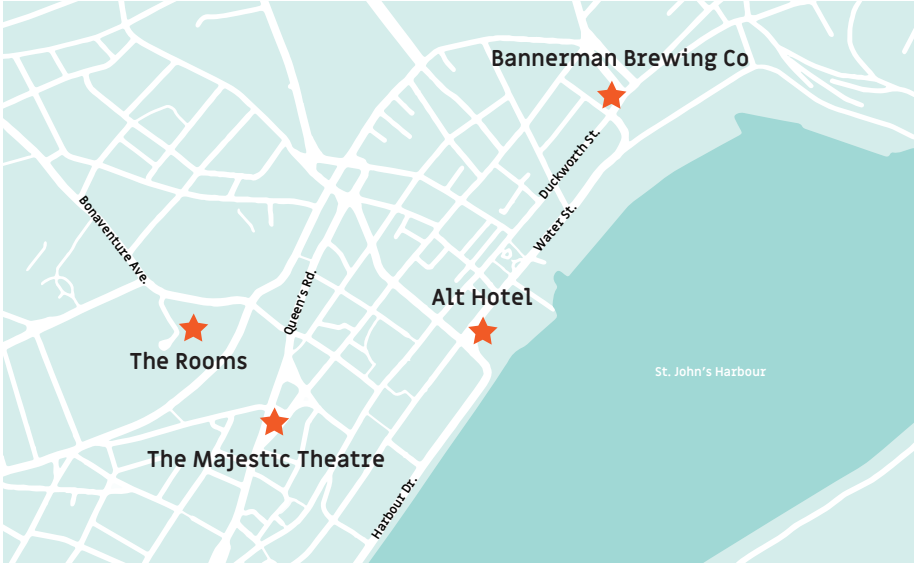 Bannerman Brewing Co
Duckworth St.
Bonaventure Ave.
Water St.
Alt Hotel
Queen's Rd.
The Rooms
St. John's Harbour
The Majestic Theatre
Harbour Dr.